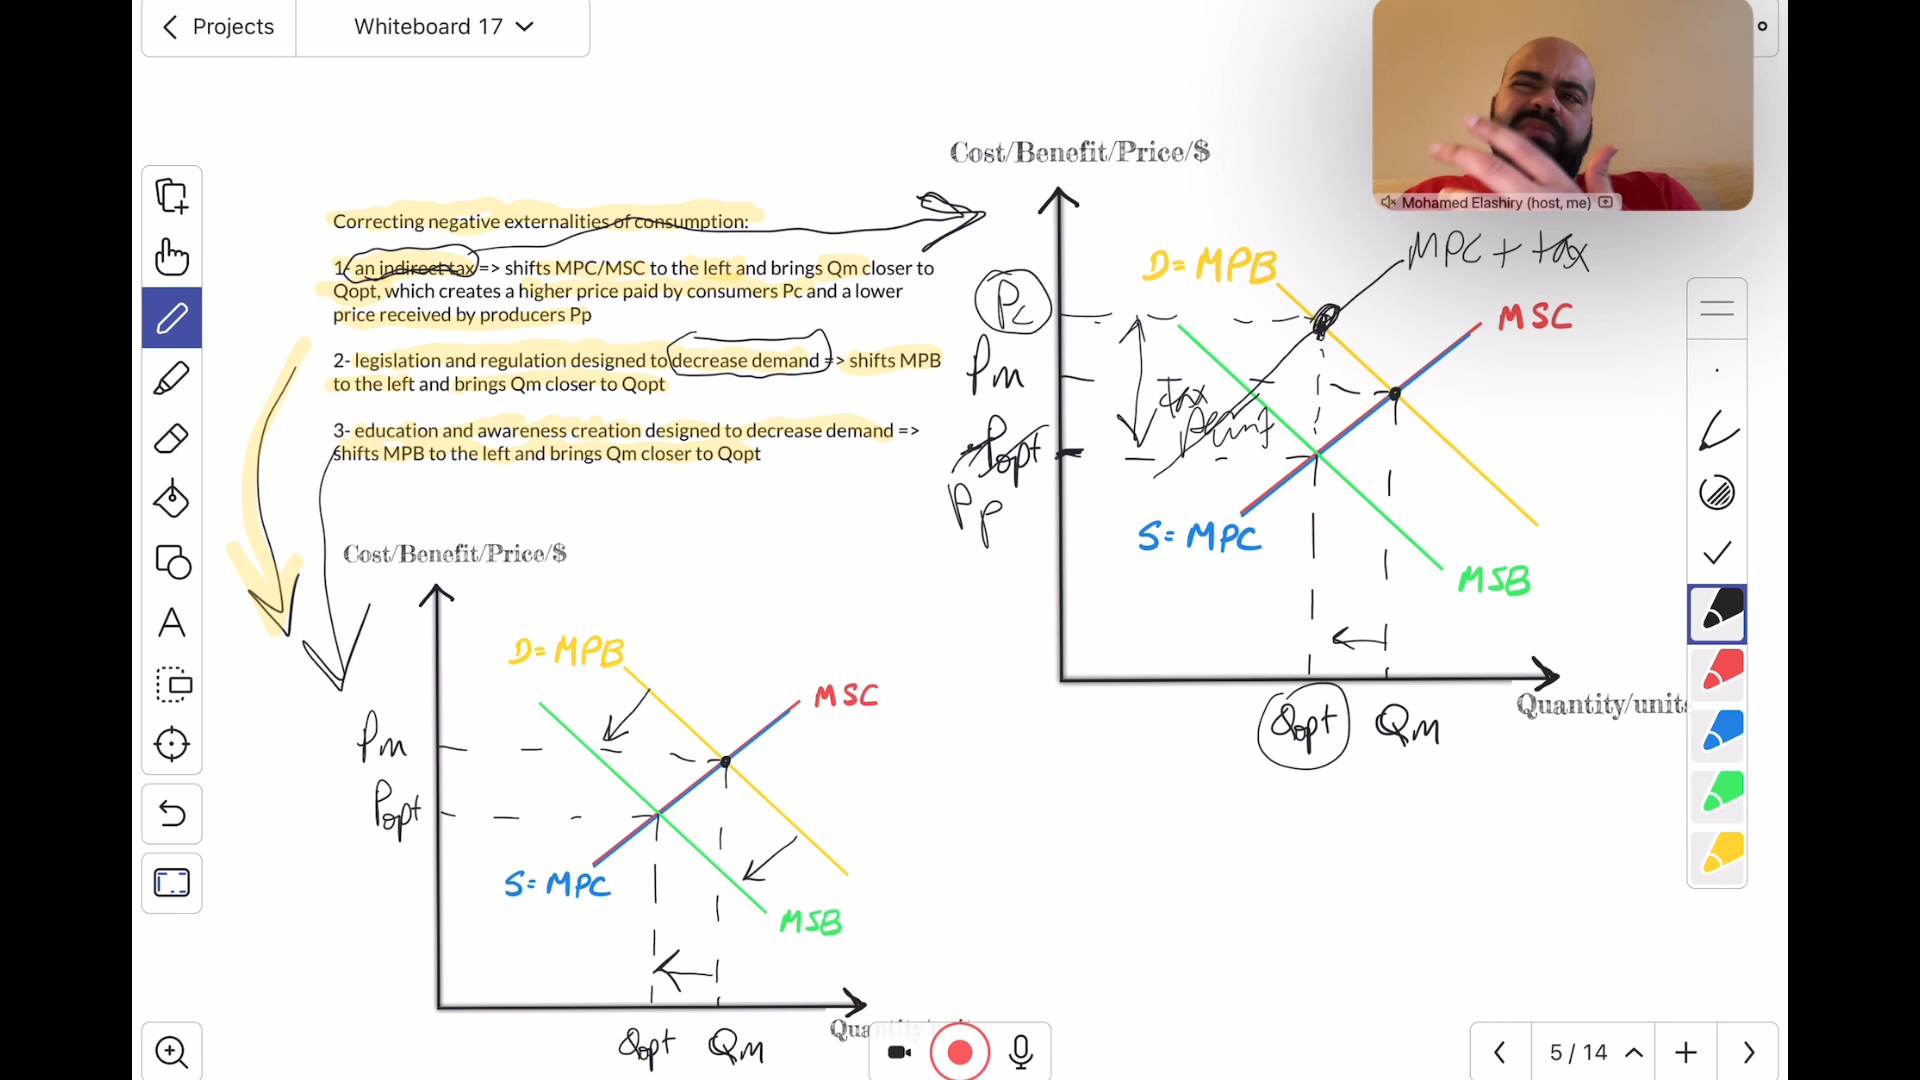 Projects
Whiteboard 17
Mohamed Elashiry (host, me)
Correcting negative externalities of consumption:
1- an indirect tax => shifts MPC/MSC to the left and brings Qm closer to
Qopt, which creates a higher price paid by consumers Pc and a lower
price received by producers Pp
2- legislation and regulation designed to decrease demand => shifts MPB
to the left and brings Qm closer to Qopt
3- education and awareness creation designed to decrease demand =>
shifts MPB to the left and brings Qm closer to Qopt
Cost/Benefit/Price/$
MPC + tax
D= MPB
Pc
MSC
Pm
tax
Popt
Pp
S= MPC
MSB
Quantity/units
Qopt
Qm
Cost/Benefit/Price/$
D= MPB
MSC
Pm
Popt
S= MPC
MSB
Qopt
Qm
A
5 / 14